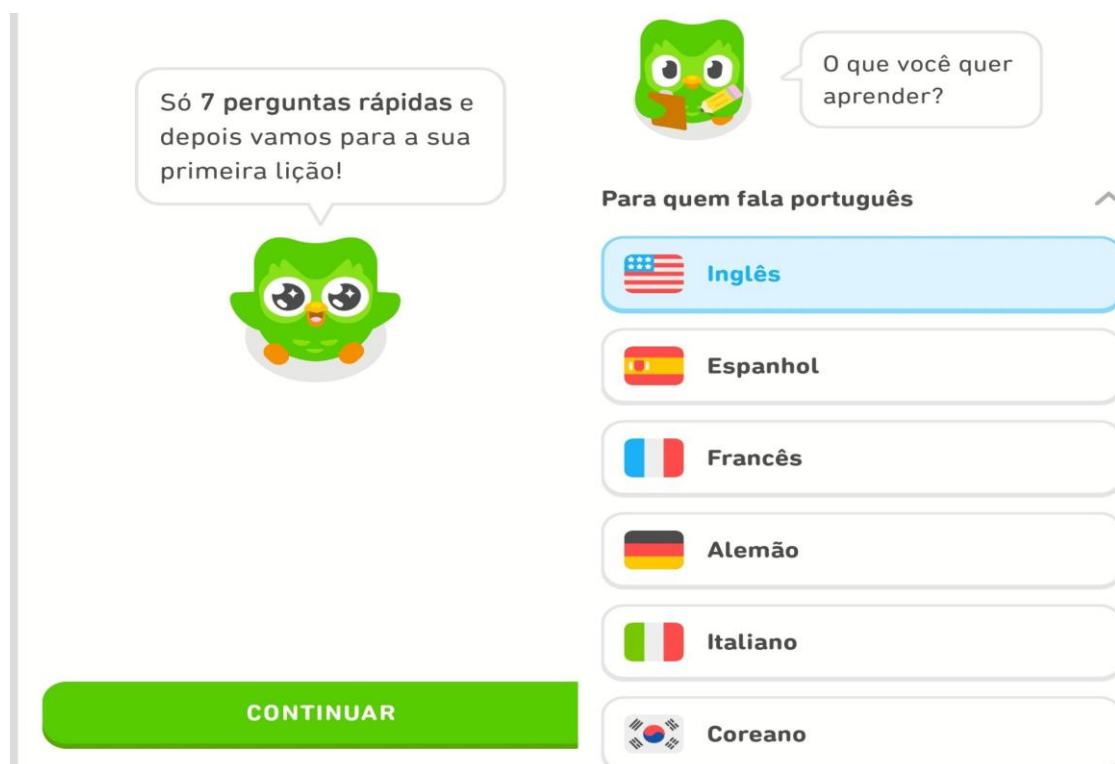 Só 7 perguntas rápidas e
depois vamos para a sua
primeira lição!
CONTINUAR
O que você quer
aprender?
Para quem fala português
Inglês
Espanhol
Francês
Alemão
Italiano
Coreano